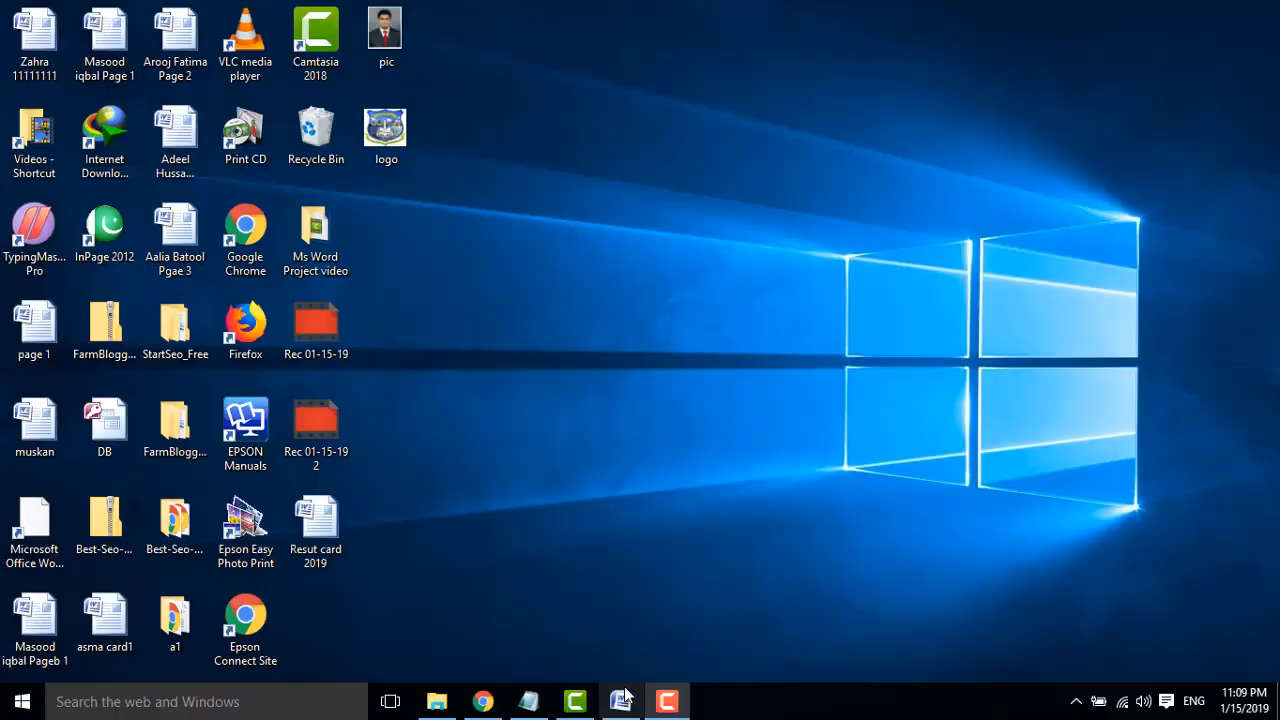 Zahra
11111111
Masood
iqbal Page 1
Arooj Fatima
Page 2
VLC media
player
Camtasia
2018
pic
Videos -
Shortcut
Internet
Downlo...
Adeel
Hussa...
Print CD
Recycle Bin
logo
TypingMas...
Pro
InPage 2012
Aalia Batool
Pgae 3
Google
Chrome
Ms Word
Project video
page 1
FarmBlogg...
StartSeo_Free
Firefox
Rec 01-15-19
muskan
DB
FarmBlogg...
EPSON
Manuals
Rec 01-15-19
2
Microsoft
Office Wo...
Best-Seo-...
Best-Seo-...
Epson Easy
Photo Print
Resut card
2019
Masood
iqbal Pageb 1
asma card1
a1
Epson
Connect Site
Search the web and Windows
ENG
11:09 PM
1/15/2019